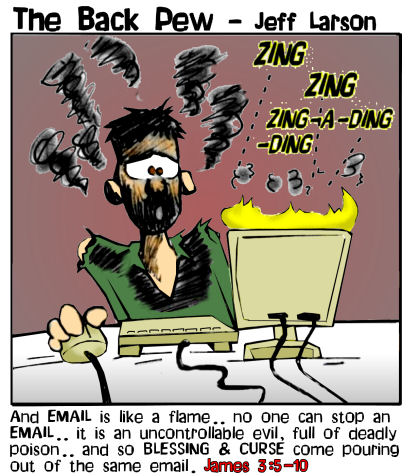 The Back Pew – Jeff Larson
ZING
ZING
ZING-A-DING
-DING
And EMAIL is like a flame.. no one can stop an
EMAIL.. it is an uncontrollable evil, full of deadly
poison.. and so BLESSING & CURSE come pouring
out of the same email. James 3:5-10